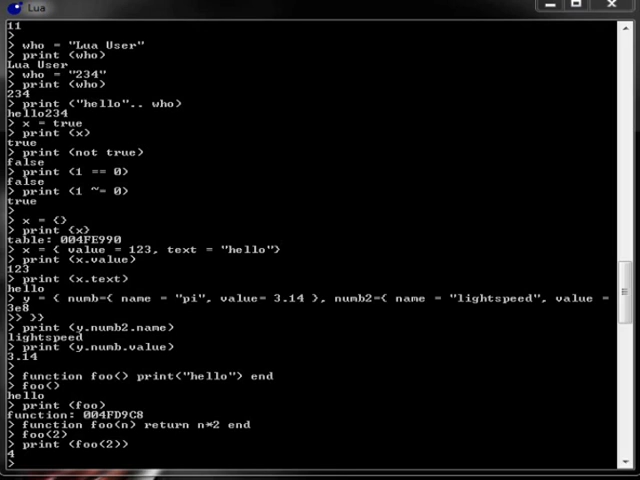 Lua
11
>
> who = "Lua User"
> print (who)
Lua User
> who = "234"
> print (who)
234
> print ("hello".. who)
hello234
> x = true
> print (x)
true
> print (not true)
false
> print (1 == 0)
false
> print (1 ~= 0)
true
>
> x = {}
> print (x)
table: 004FE990
> x = { value = 123, text = "hello"}
> print (x.value)
123
> print (x.text)
hello
> y = { numb={ name = "pi", value= 3.14 }, numb2={ name = "lightspeed", value =
3e8
>> }}
> print (y.numb2.name)
lightspeed
> print (y.numb.value)
3.14
>
> function foo() print("hello") end
> foo()
hello
> print (foo)
function: 004FD9C8
> function foo(n) return n*2 end
> foo(2)
> print (foo(2))
4
>